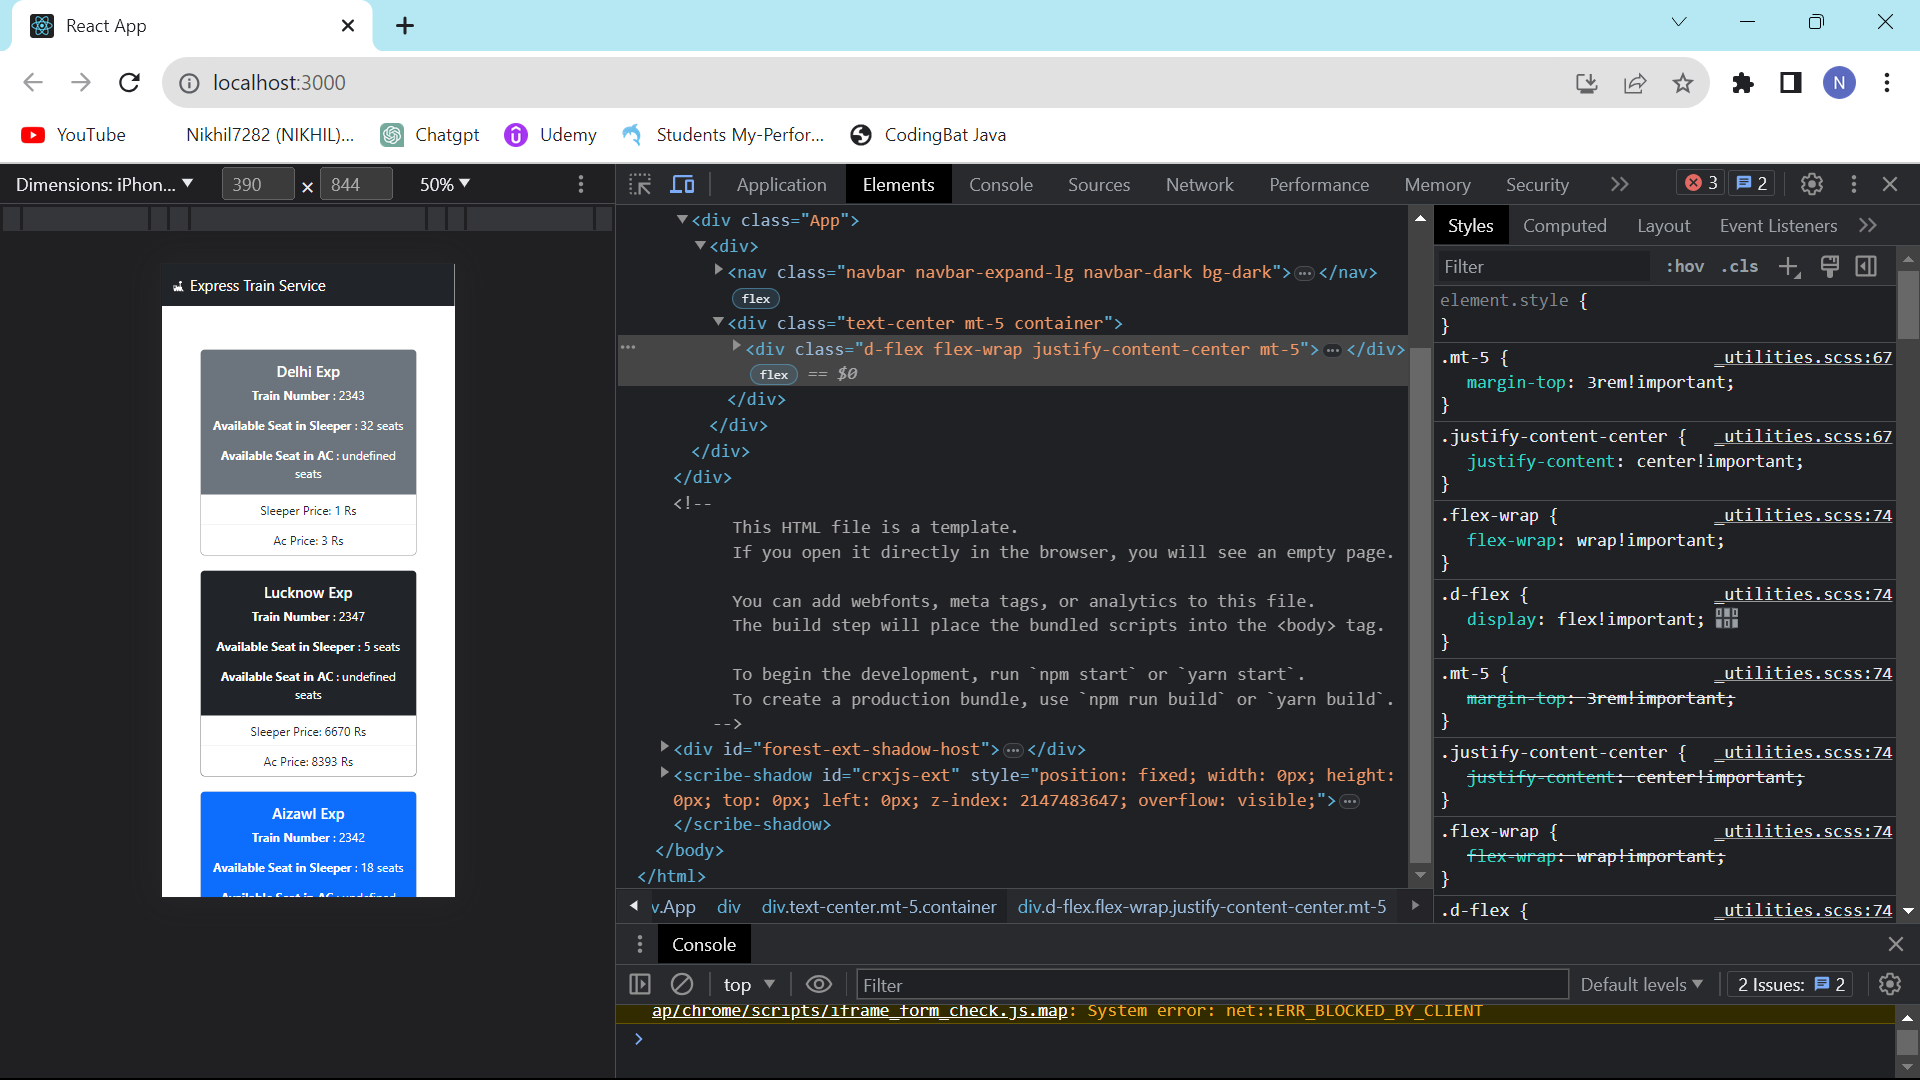 React App
localhost:3000
YouTube
Nikhil7282 (NIKHIL)...
Chatgpt
Udemy
Students My-Perfor...
CodingBat Java
N
Dimensions: iPhon...
390
×
844
50%
Application
Elements
Console
Sources
Network
Performance
Memory
Security
3
2
Express Train Service
Delhi Exp
Train Number : 2343
Available Seat in Sleeper : 32 seats
Available Seat in AC : undefined
seats
Sleeper Price: 1 Rs
Ac Price: 3 Rs
Lucknow Exp
Train Number : 2347
Available Seat in Sleeper : 5 seats
Available Seat in AC : undefined
seats
Sleeper Price: 6670 Rs
Ac Price: 8393 Rs
Aizawl Exp
Train Number : 2342
Available Seat in Sleeper : 18 seats
Available Seat in AC : undefined
<div class="App">
<div>
<nav class="navbar navbar-expand-lg navbar-dark bg-dark">…</nav>
flex
<div class="text-center mt-5 container">
<div class="d-flex flex-wrap justify-content-center mt-5">…</div>
flex == $0
</div>
</div>
</div>
</div>
<!--
This HTML file is a template.
If you open it directly in the browser, you will see an empty page.
You can add webfonts, meta tags, or analytics to this file.
The build step will place the bundled scripts into the <body> tag.
To begin the development, run `npm start` or `yarn start`.
To create a production bundle, use `npm run build` or `yarn build`.
-->
<div id="forest-ext-shadow-host">…</div>
<scribe-shadow id="crxjs-ext" style="position: fixed; width: 0px; height:
0px; top: 0px; left: 0px; z-index: 2147483647; overflow: visible;">…
</scribe-shadow>
</body>
</html>
v.App
div
div.text-center.mt-5.container
div.d-flex.flex-wrap.justify-content-center.mt-5
Styles
Computed
Layout
Event Listeners
Filter
:hov
.cls
element.style {
}
.mt-5 {
_utilities.scss:67
margin-top: 3rem!important;
}
.justify-content-center {
_utilities.scss:67
justify-content: center!important;
}
.flex-wrap {
_utilities.scss:74
flex-wrap: wrap!important;
}
.d-flex {
_utilities.scss:74
display: flex!important;
}
.mt-5 {
_utilities.scss:74
margin-top: 3rem!important;
}
.justify-content-center {
_utilities.scss:74
justify-content: center!important;
}
.flex-wrap {
_utilities.scss:74
flex-wrap: wrap!important;
}
.d-flex {
_utilities.scss:74
Console
top
Filter
Default levels
2 Issues:
2
ap/chrome/scripts/iframe_form_check.js.map: System error: net::ERR_BLOCKED_BY_CLIENT